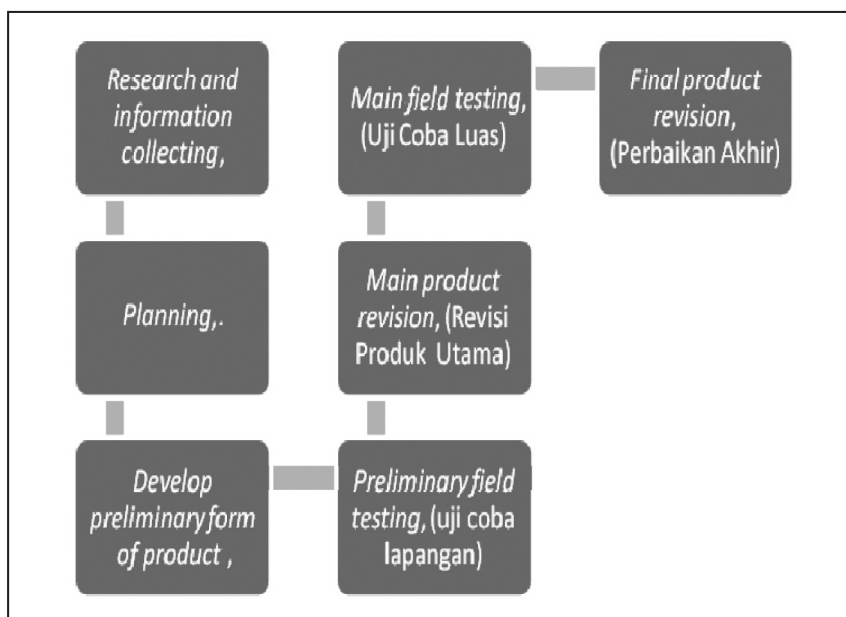 Research and
information
collecting,
Planning,.
Develop
preliminary form
of product ,
Preliminary field
testing, (uji coba
lapangan)
Main product
revision, (Revisi
Produk Utama)
Main field testing,
(Uji Coba Luas)
Final product
revision,
(Perbaikan Akhir)